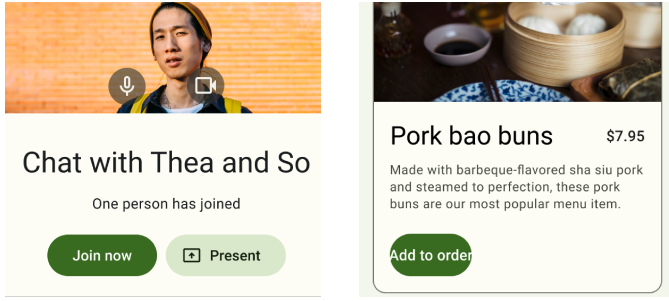 Chat with Thea and So
One person has joined
Join now
Present
Pork bao buns
$7.95
Made with barbeque-flavored sha siu pork
and steamed to perfection, these pork
buns are our most popular menu item.
Add to order